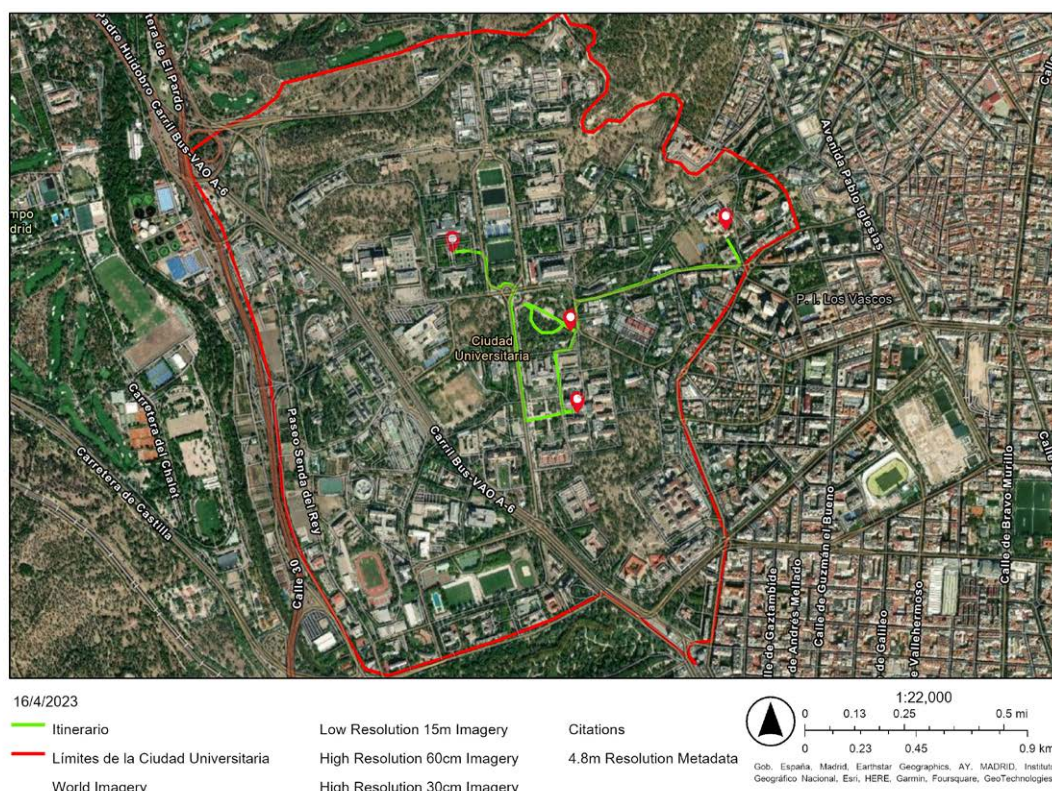 Carretera de El Pardo
Padre Huidobro
Carril Bus-VAO A-6
Avenida Pablo Iglesias
P. I. Los Vascos
Ciudad
Universitaria
Carretera del Chalet
Carretera de Castilla
Paseo Senda del Rey
Calle 30
Carril Bus-VAO A-6
Calle de Bravo Murillo
Calle de Guzmán el Bueno
de Andrés Mellado
lle de Gaztambide
de Galileo
e Vallehermoso
16/4/2023
Itinerario
Límites de la Ciudad Universitaria
World Imagery
Low Resolution 15m Imagery
High Resolution 60cm Imagery
High Resolution 30cm Imagery
Citations
4.8m Resolution Metadata
1:22,000
0 0.13 0.25 0.5 mi
0 0.23 0.45 0.9 km
Gob. España, Madrid, Earthstar Geographics, AY. MADRID, Instituto
Geográfico Nacional, Esri, HERE, Garmin, Foursquare, GeoTechnologies